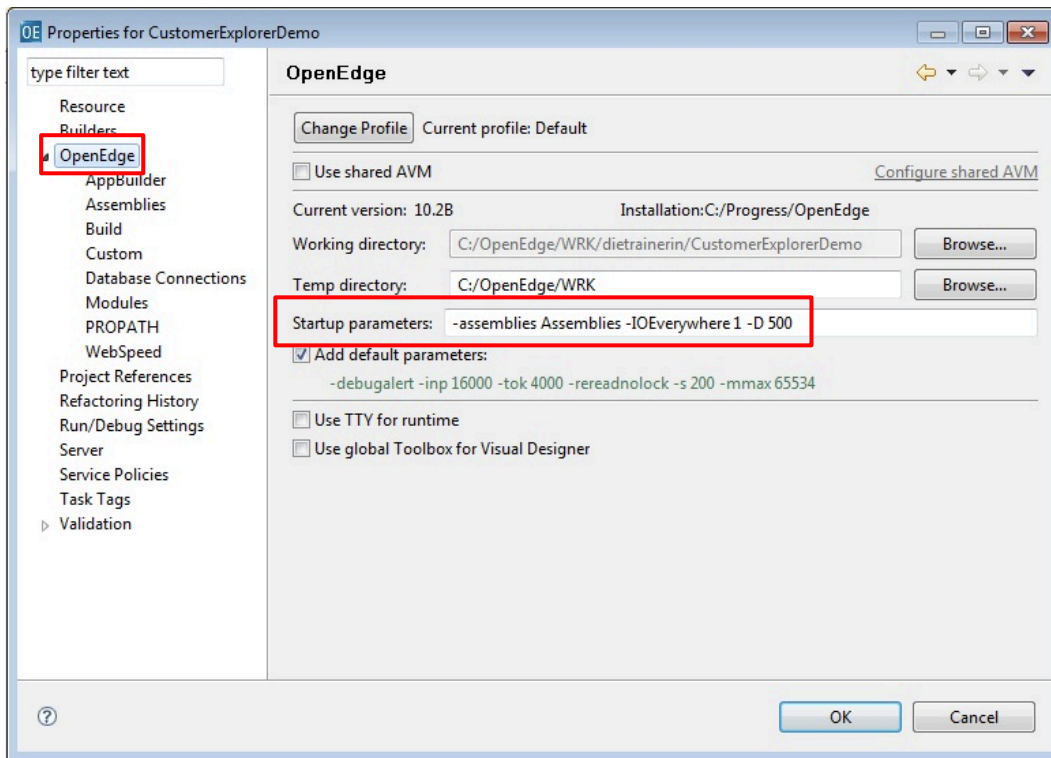 OE Properties for CustomerExplorerDemo
type filter text
Resource
Builders
OpenEdge
AppBuilder
Assemblies
Build
Custom
Database Connections
Modules
PROPATH
WebSpeed
Project References
Refactoring History
Run/Debug Settings
Server
Service Policies
Task Tags
Validation
OpenEdge
Change Profile Current profile: Default
Use shared AVM Configure shared AVM
Current version: 10.2B Installation:C:/Progress/OpenEdge
Working directory: C:/OpenEdge/WRK/dietrainerin/CustomerExplorerDemo Browse...
Temp directory: C:/OpenEdge/WRK Browse...
Startup parameters: -assemblies Assemblies -IOEverywhere 1 -D 500
Add default parameters:
-debugalert -inp 16000 -tok 4000 -rereadnolock -s 200 -mmax 65534
Use TTY for runtime
Use global Toolbox for Visual Designer
? OK Cancel